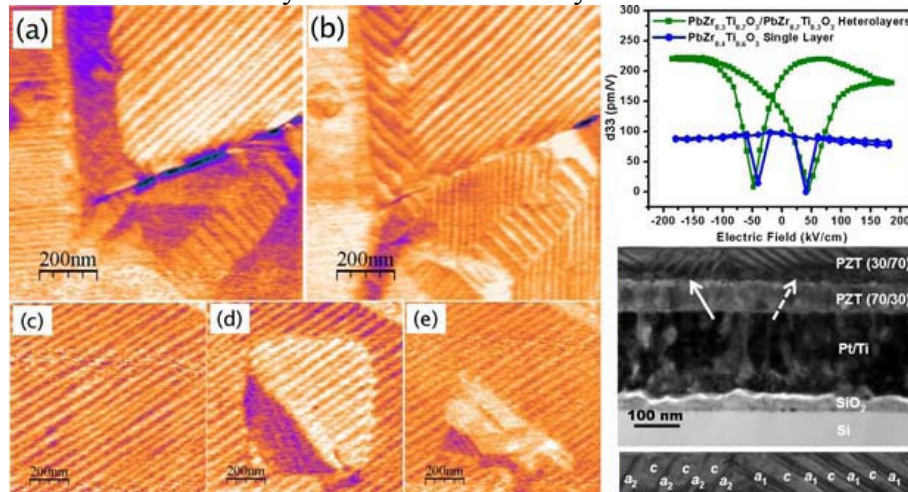 (a)
(b)
200nm
200nm
(c)
(d)
(e)
200nm
200nm
200nm
PbZr₀.₃Ti₀.₇O₃/PbZr₀.₇Ti₀.₃O₃ Heterolayers
PbZr₀.₄Ti₀.₆O₃ Single Layer
d33 (pm/V)
300
250
200
150
100
50
0
-200 -150 -100 -50 0 50 100 150 200
Electric Field (kV/cm)
PZT (30/70)
PZT (70/30)
Pt/Ti
SiO₂
100 nm
Si
c c c c
a₂ a₂ a₂ a₂ a₁ c a₁ c a₁ c a₁